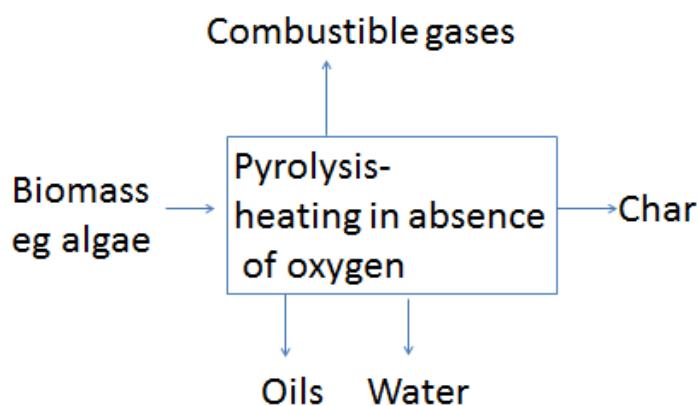 Combustible gases
Biomass
eg algae
Pyrolysis-
heating in absence
of oxygen
Char
Oils
Water